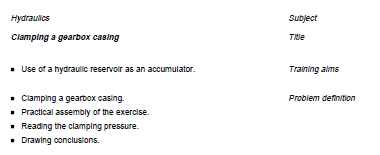 Hydraulics Subject
Clamping a gearbox casing Title
▪ Use of a hydraulic reservoir as an accumulator. Training aims
▪ Clamping a gearbox casing. Problem definition
▪ Practical assembly of the exercise.
▪ Reading the clamping pressure.
▪ Drawing conclusions.